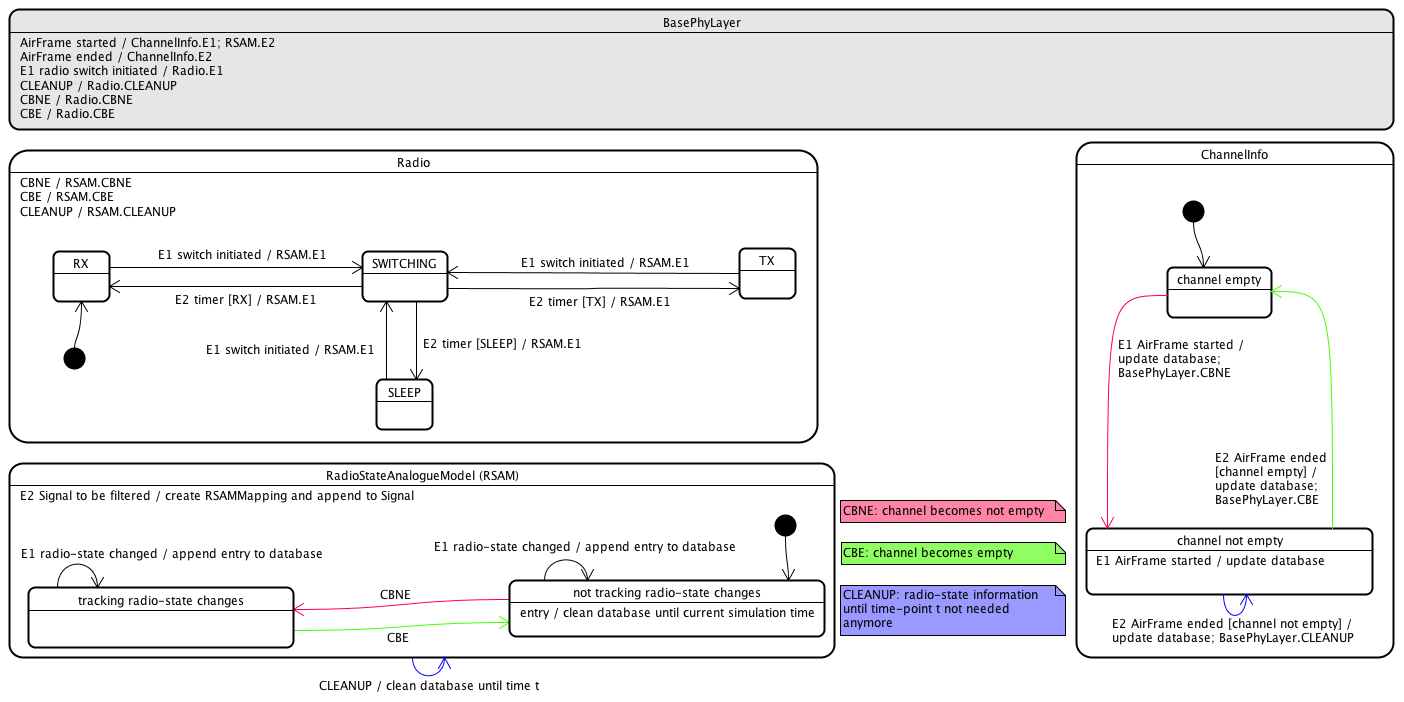 BasePhyLayer
AirFrame started / ChannelInfo.E1; RSAM.E2
AirFrame ended / ChannelInfo.E2
E1 radio switch initiated / Radio.E1
CLEANUP / Radio.CLEANUP
CBNE / Radio.CBNE
CBE / Radio.CBE
Radio
CBNE / RSAM.CBNE
CBE / RSAM.CBE
CLEANUP / RSAM.CLEANUP
RX
E1 switch initiated / RSAM.E1
SWITCHING
E1 switch initiated / RSAM.E1
TX
E2 timer [RX] / RSAM.E1
E2 timer [TX] / RSAM.E1
E1 switch initiated / RSAM.E1
E2 timer [SLEEP] / RSAM.E1
SLEEP
ChannelInfo
channel empty
E1 AirFrame started /
update database;
BasePhyLayer.CBNE
E2 AirFrame ended
[channel empty] /
update database;
BasePhyLayer.CBE
channel not empty
E1 AirFrame started / update database
E2 AirFrame ended [channel not empty] /
update database; BasePhyLayer.CLEANUP
RadioStateAnalogueModel (RSAM)
E2 Signal to be filtered / create RSAMMapping and append to Signal
E1 radio-state changed / append entry to database
E1 radio-state changed / append entry to database
tracking radio-state changes
CBNE
CBE
not tracking radio-state changes
entry / clean database until current simulation time
CLEANUP / clean database until time t
CBNE: channel becomes not empty
CBE: channel becomes empty
CLEANUP: radio-state information
until time-point t not needed
anymore